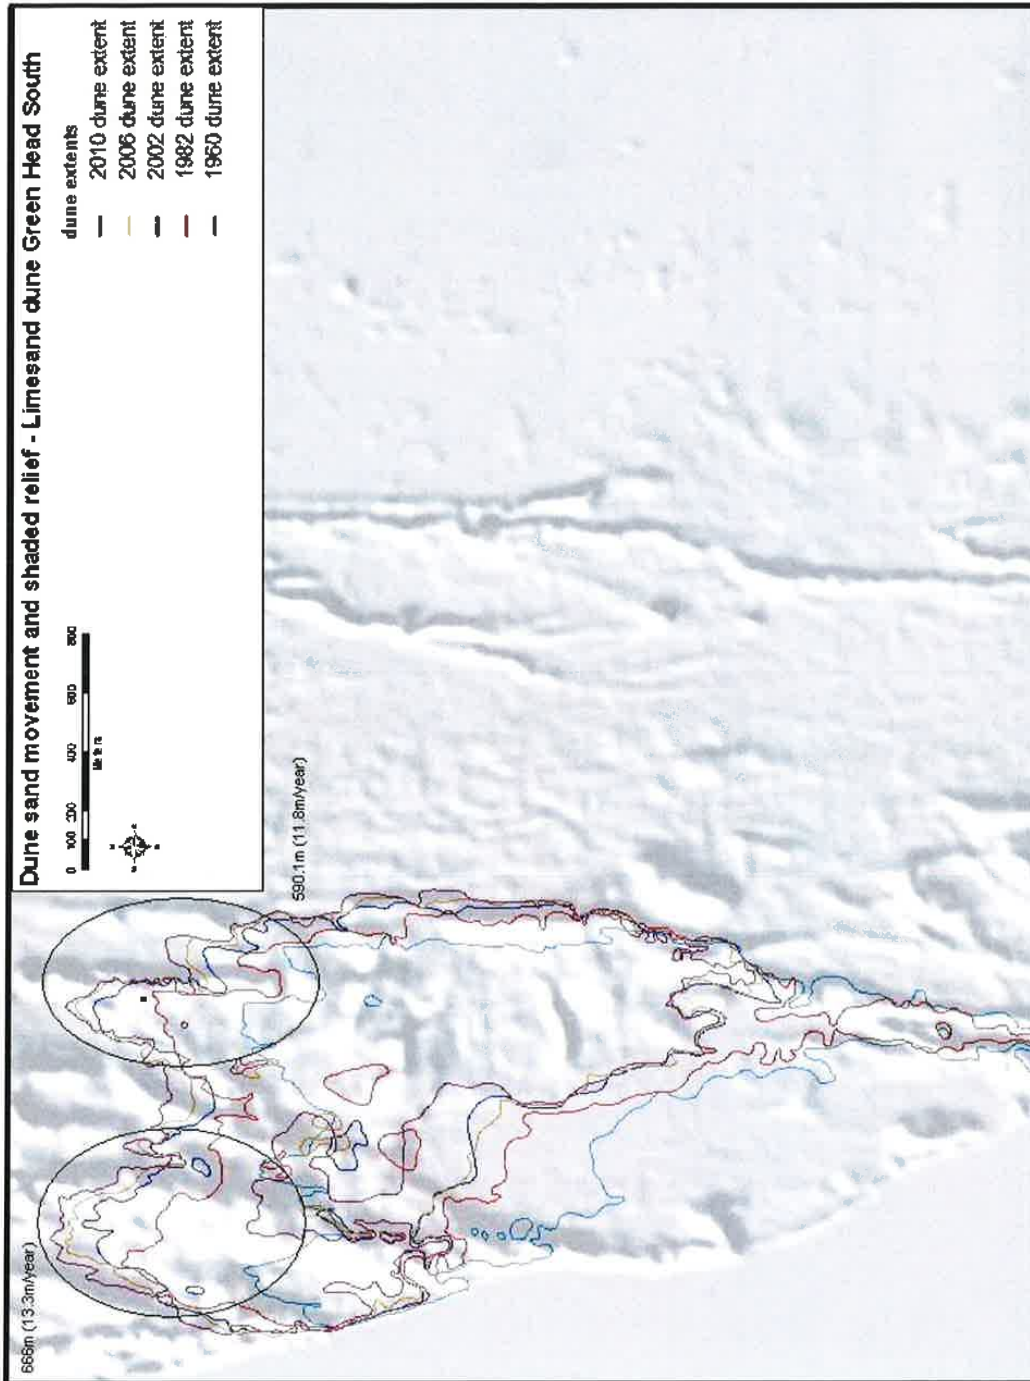 Dune sand movement and shaded relief - Limesand dune Green Head South
dune extents
2010 dune extent
2006 dune extent
2002 dune extent
1982 dune extent
1960 dune extent
0 100 200 400 600 800
Meters
N
W E
S
590.1m (11.8m/year)
666m (13.3m/year)